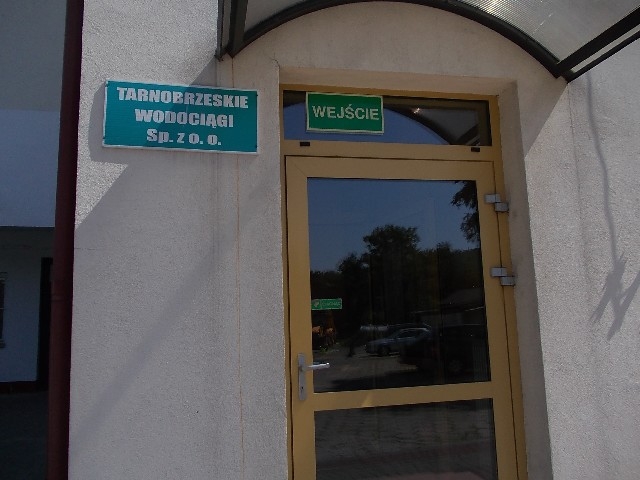 TARNOBRZESKIE
WODOCIĄGI
Sp. z o. o.
WEJŚCIE